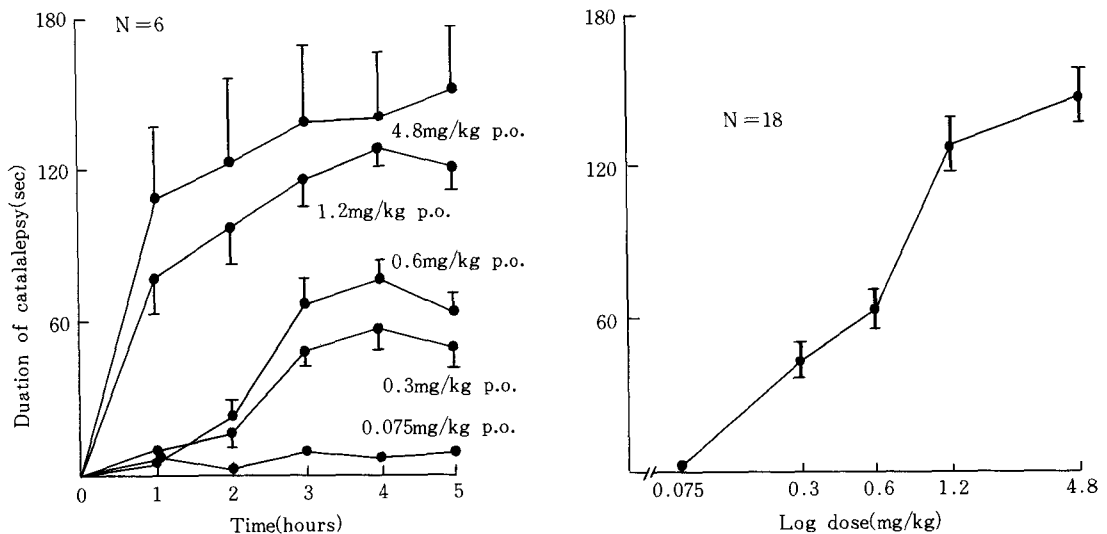 180
N=6
120
60
0
1
2
3
4
5
4.8mg/kg p.o.
1.2mg/kg p.o.
0.6mg/kg p.o.
0.3mg/kg p.o.
0.075mg/kg p.o.
Duation of catalalepsy(sec)
Time(hours)
180
N=18
120
60
0.075
0.3
0.6
1.2
4.8
Log dose(mg/kg)